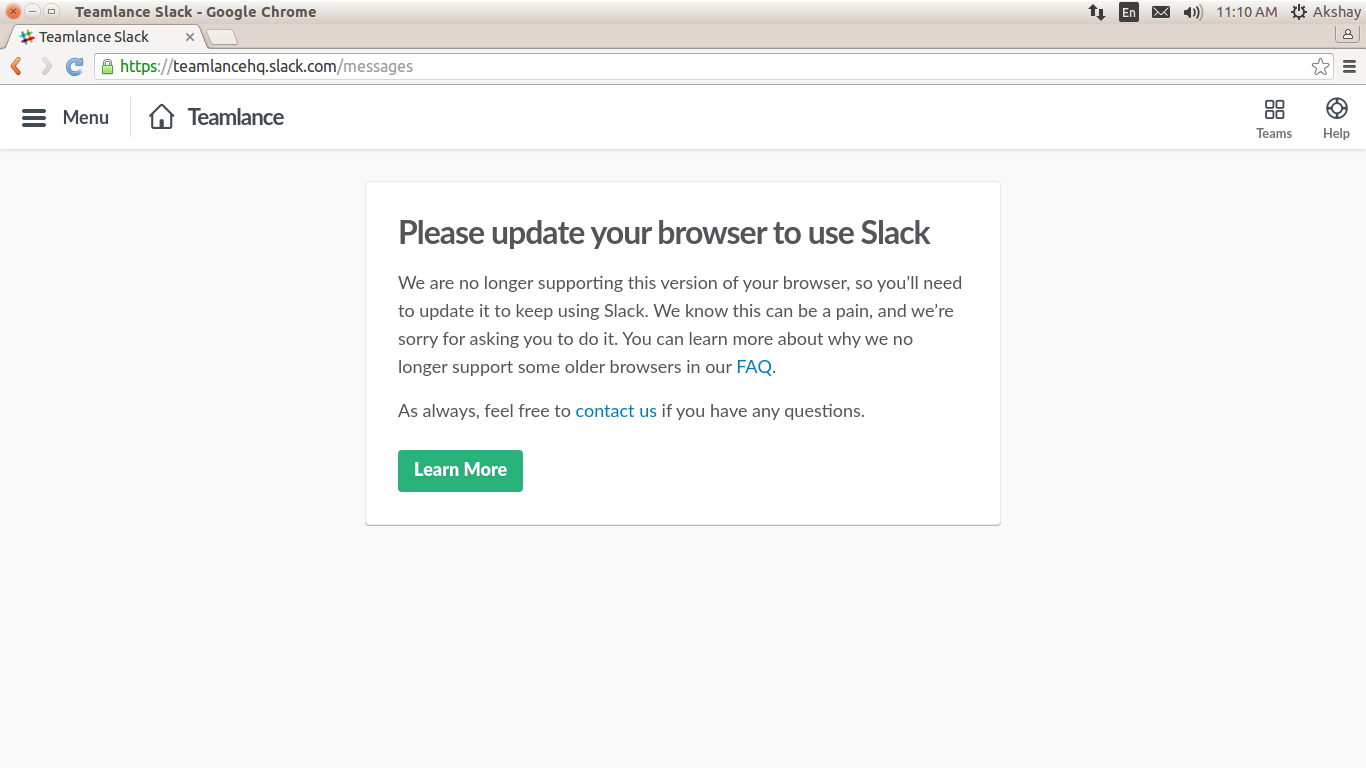 Teamlance Slack - Google Chrome
En
11:10 AM
Akshay
Teamlance Slack
https://teamlancehq.slack.com/messages
Menu
Teamlance
Teams
Help
Please update your browser to use Slack
We are no longer supporting this version of your browser, so you’ll need
to update it to keep using Slack. We know this can be a pain, and we’re
sorry for asking you to do it. You can learn more about why we no
longer support some older browsers in our FAQ.
As always, feel free to contact us if you have any questions.
Learn More